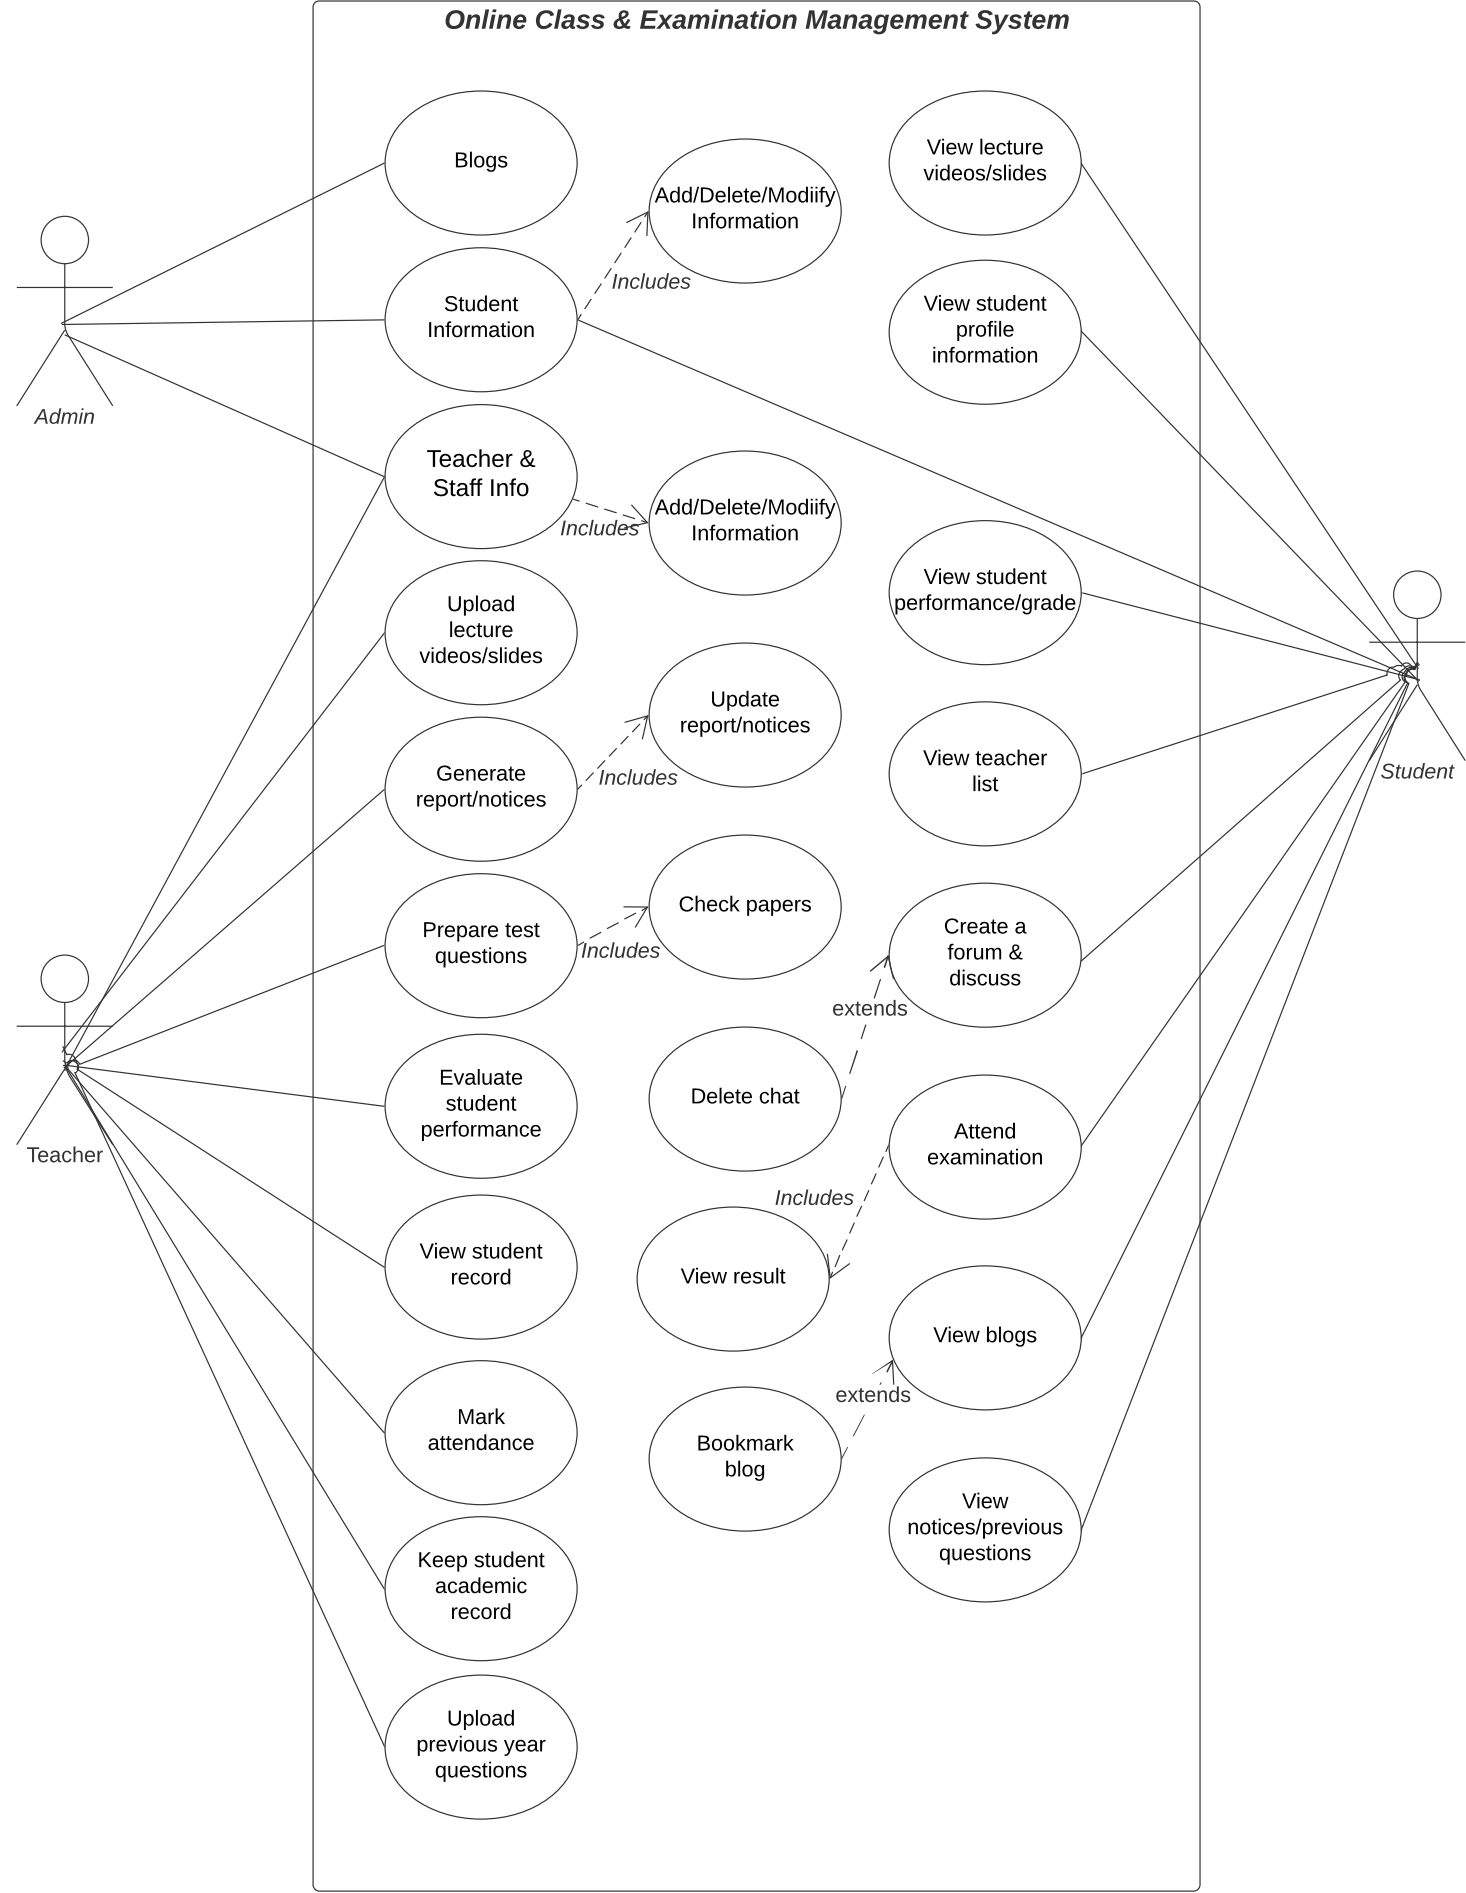 Online Class & Examination Management System
Blogs
Add/Delete/Modiify
Information
View lecture
videos/slides
Includes
Student
Information
View student
profile
information
Admin
Teacher &
Staff Info
Includes
Add/Delete/Modiify
Information
View student
performance/grade
Upload
lecture
videos/slides
Update
report/notices
Includes
Generate
report/notices
View teacher
list
Student
Prepare test
questions
Includes
Check papers
Create a
forum &
discuss
extends
Delete chat
Teacher
Evaluate
student
performance
Attend
examination
Includes
View student
record
View result
View blogs
extends
Mark
attendance
Bookmark
blog
View
notices/previous
questions
Keep student
academic
record
Upload
previous year
questions